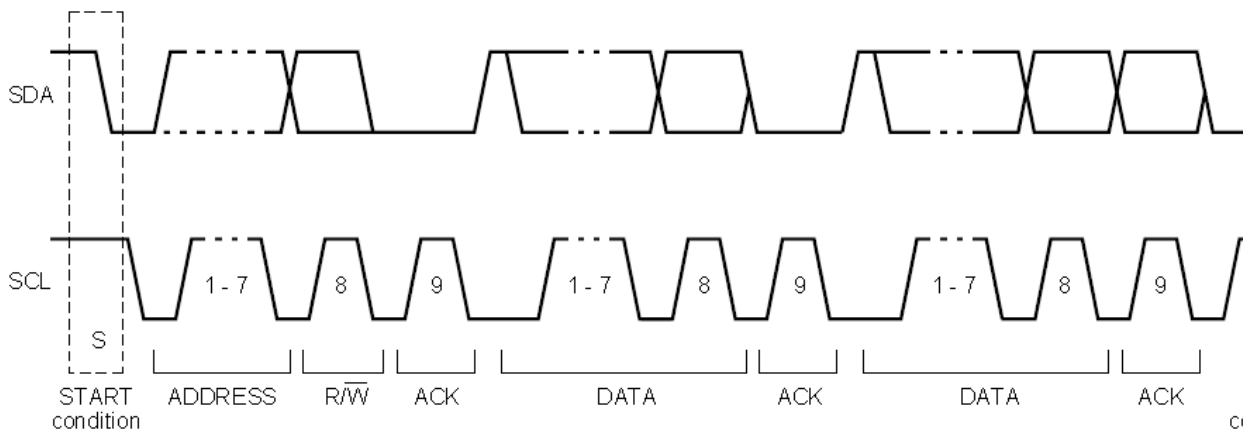 SDA
SCL
1 - 7 8 9 1 - 7 8 9 1 - 7 8 9
S
START ADDRESS R/W̅ ACK DATA ACK DATA ACK
condition